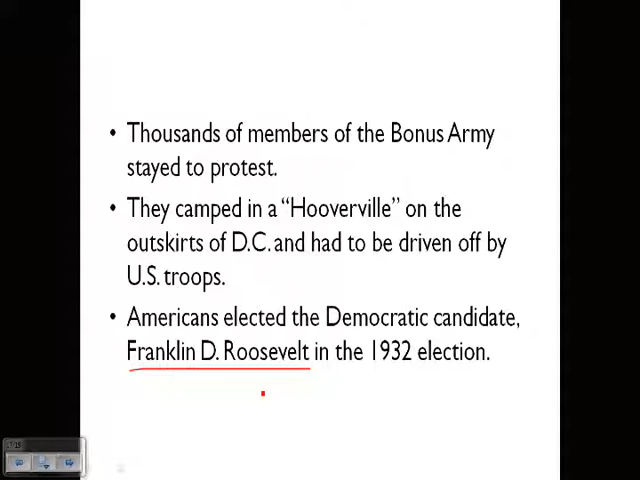 • Thousands of members of the Bonus Army
stayed to protest.
• They camped in a “Hooverville” on the
outskirts of D.C. and had to be driven off by
U.S. troops.
• Americans elected the Democratic candidate,
Franklin D. Roosevelt in the 1932 election.